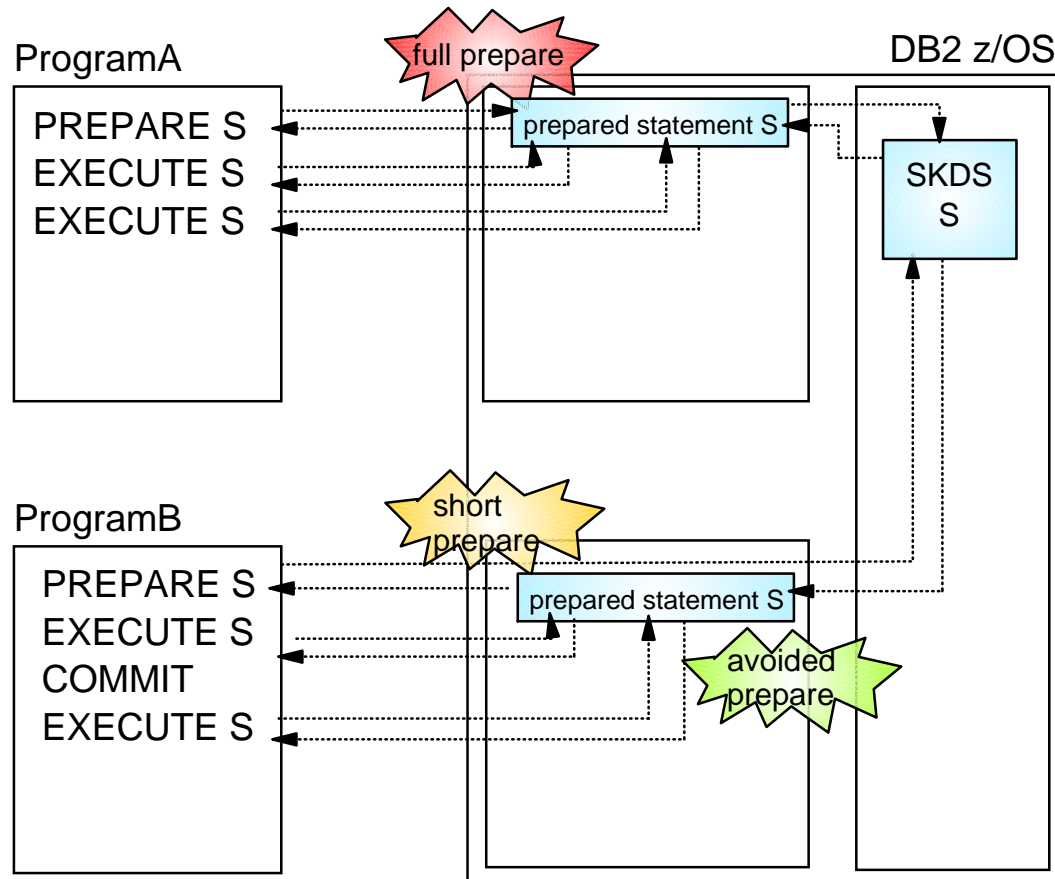 ProgramA
full prepare
DB2 z/OS
PREPARE S
EXECUTE S
EXECUTE S
prepared statement S
SKDS
S
ProgramB
short
prepare
PREPARE S
EXECUTE S
COMMIT
EXECUTE S
prepared statement S
avoided
prepare